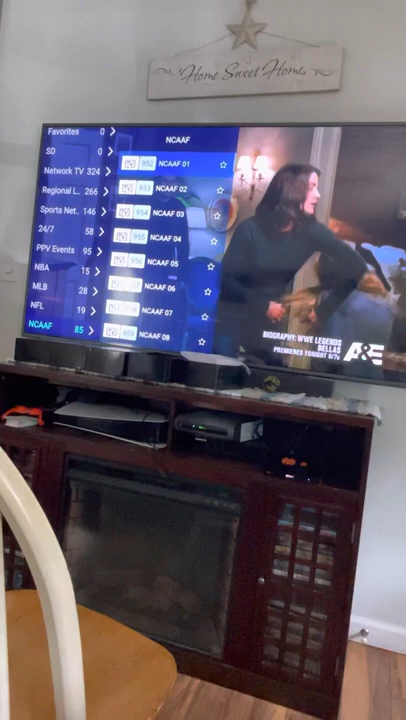 Home Sweet Home
Favorites 0
SD 0
Network TV 324
Regional L.. 266
Sports Net.. 146
24/7 58
PPV Events 95
NBA 15
MLB 28
NFL 19
NCAAF 85
NCAAF
952 NCAAF 01
953 NCAAF 02
954 NCAAF 03
955 NCAAF 04
956 NCAAF 05
NCAAF 06
NCAAF 07
959 NCAAF 08
BIOGRAPHY: WWE LEGENDS
BELLAS
PREMIERES TONIGHT 9/7c
A&E